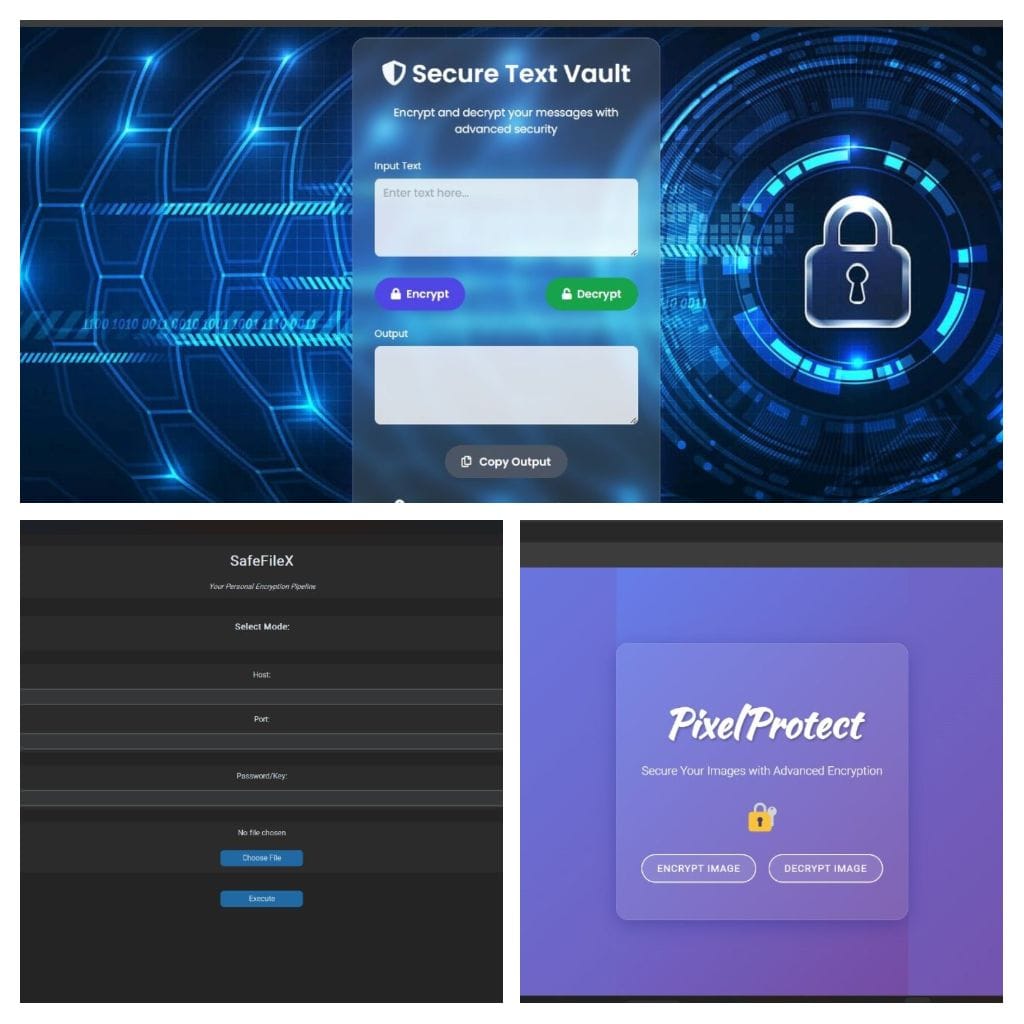 Secure Text Vault
Encrypt and decrypt your messages with
advanced security
Input Text
Enter text here...
Encrypt
Decrypt
Output
Copy Output
1100 1010 0011 0010 1001 1001 1110 0011
0011
SafeFileX
Your Personal Encryption Pipeline
Select Mode:
Host:
Port:
Password/Key:
No file chosen
Choose File
Execute
PixelProtect
Secure Your Images with Advanced Encryption
ENCRYPT IMAGE
DECRYPT IMAGE